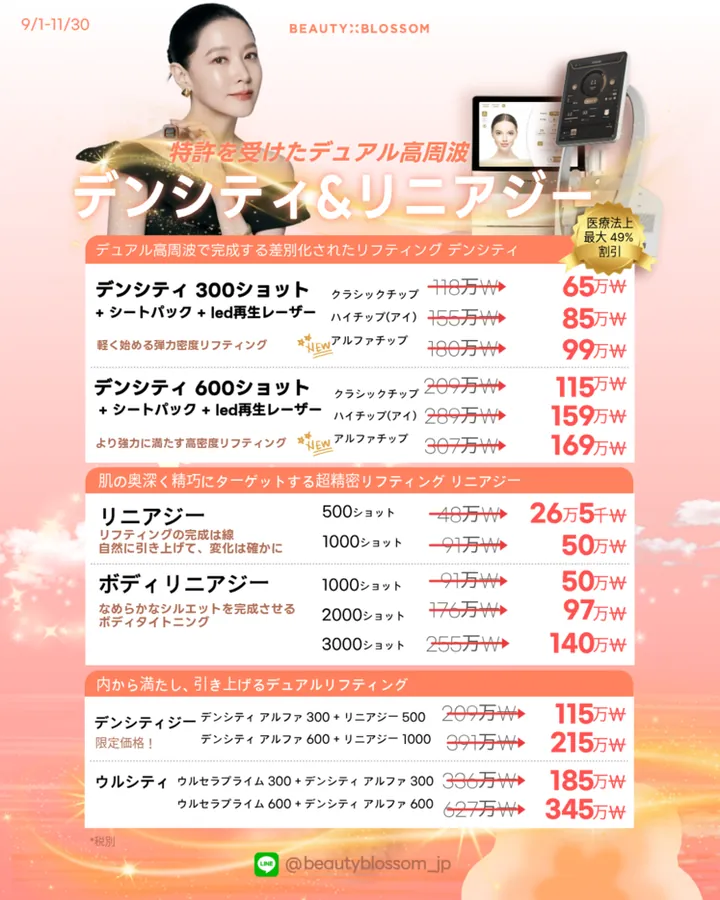 9/1-11/30
BEAUTY BLOSSOM
特許を受けたデュアル高周波
デンシティ&リニアジー
医療法上
最大 49%
割引
デュアル高周波で完成する差別化されたリフティング デンシティ
デンシティ 300ショット
+ シートパック + led再生レーザー
軽く始める弾力密度リフティング
クラシックチップ 118万₩ 65万₩
ハイチップ(アイ) 155万₩ 85万₩
NEW アルファチップ 180万₩ 99万₩
デンシティ 600ショット
+ シートパック + led再生レーザー
より強力に満たす高密度リフティング
クラシックチップ 209万₩ 115万₩
ハイチップ(アイ) 289万₩ 159万₩
NEW アルファチップ 307万₩ 169万₩
肌の奥深く精巧にターゲットする超精密リフティング リニアジー
リニアジー
リフティングの完成は線
自然に引き上げて、変化は確かに
500ショット 48万₩ 26万5千₩
1000ショット 91万₩ 50万₩
ボディリニアジー
なめらかなシルエットを完成させる
ボディタイトニング
1000ショット 91万₩ 50万₩
2000ショット 176万₩ 97万₩
3000ショット 255万₩ 140万₩
内から満たし、引き上げるデュアルリフティング
デンシティジー
限定価格！
デンシティ アルファ 300 + リニアジー 500 209万₩ 115万₩
デンシティ アルファ 600 + リニアジー 1000 391万₩ 215万₩
ウルシティ
ウルセラプライム 300 + デンシティ アルファ 300 336万₩ 185万₩
ウルセラプライム 600 + デンシティ アルファ 600 627万₩ 345万₩
*税別
LINE @beautyblossom_jp